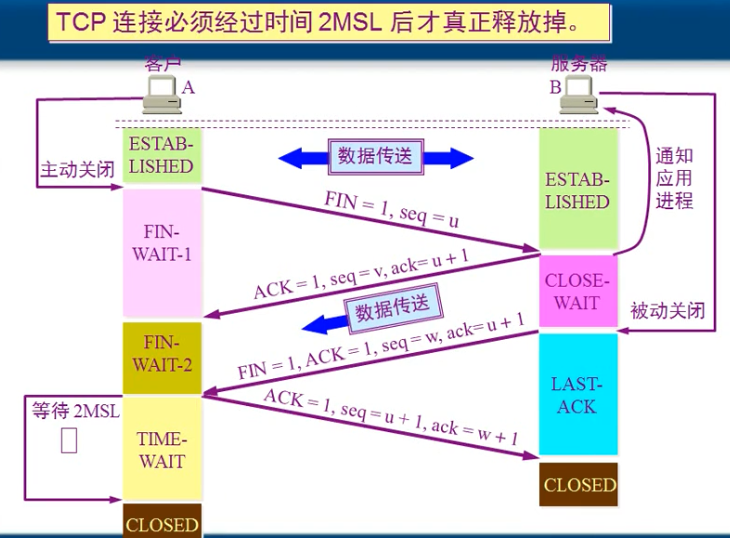 TCP 连接必须经过时间 2MSL 后才真正释放掉。
客户
A
服务器
B
主动关闭
ESTAB-
LISHED
数据传送
ESTAB-
LISHED
通知
应用
进程
FIN = 1, seq = u
FIN-
WAIT-1
ACK = 1, seq = v, ack= u + 1
CLOSE-
WAIT
数据传送
被动关闭
FIN-
WAIT-2
FIN = 1, ACK = 1, seq = w, ack= u + 1
LAST-
ACK
ACK = 1, seq = u + 1, ack = w + 1
等待 2MSL
TIME-
WAIT
CLOSED
CLOSED